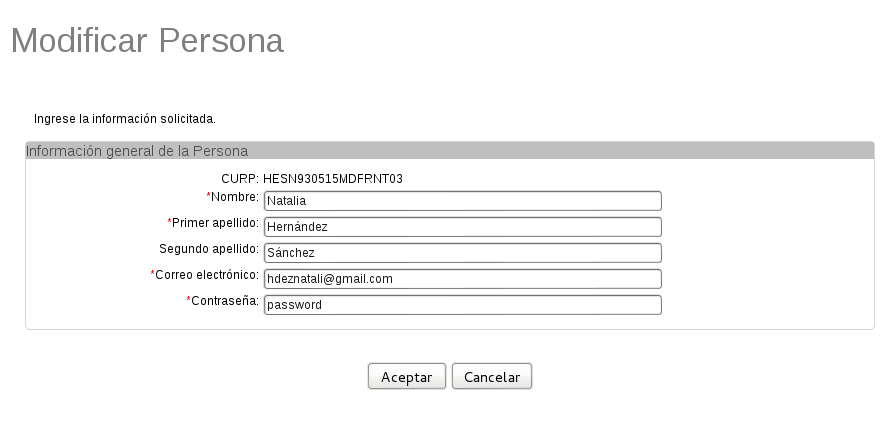 Modificar Persona
Ingrese la información solicitada.
Información general de la Persona
CURP: HESN930515MDFRNT03
*Nombre: Natalia
*Primer apellido: Hernández
Segundo apellido: Sánchez
*Correo electrónico: hdeznatali@gmail.com
*Contraseña: password
Aceptar Cancelar